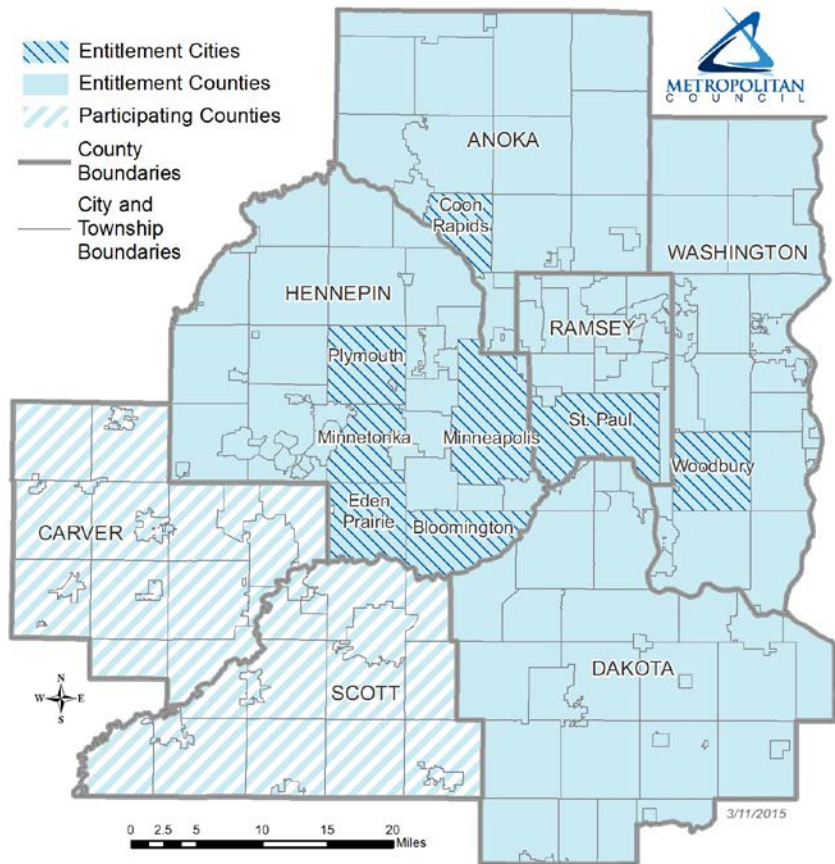 Entitlement Cities
Entitlement Counties
Participating Counties
County
Boundaries
City and
Township
Boundaries
METROPOLITAN
COUNCIL
ANOKA
Coon
Rapids
WASHINGTON
HENNEPIN
RAMSEY
Plymouth
St. Paul
Minnetonka
Minneapolis
Woodbury
Eden
Prairie
Bloomington
CARVER
DAKOTA
SCOTT
N
W E
S
3/11/2015
0 2.5 5 10 15 20
Miles